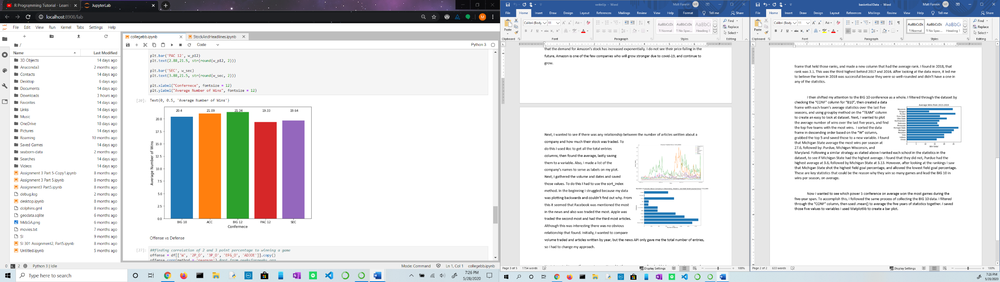 R Programming Tutorial - Learn
JupyterLab
localhost:8908/lab
File Edit View Run Kernel Tabs Settings Help
/
Name Last Modified
3D Objects 14 days ago
Anaconda3 2 months ago
Contacts 14 days ago
Desktop 6 days ago
Documents 14 days ago
Downloads 3 hours ago
Favorites 14 days ago
Links 14 days ago
Music 14 days ago
OneDrive 18 days ago
Pictures 14 days ago
Roaming 10 months ago
Saved Games 14 days ago
seaborn-data 2 months ago
Searches 14 days ago
Videos 14 days ago
Assignment 3 Part 5-Copy1.ipynb 8 months ago
Assignment 3 Part 5.ipynb 8 months ago
Assignment3 Part5.ipynb 8 months ago
debug.log 2 months ago
desktop.ipynb 8 months ago
dolphins.gml 8 months ago
geodata.sqlite 6 months ago
Mi&GA.png 6 months ago
movies.txt 7 months ago
SI 9 months ago
SI 301 Assignment2, Part5.ipynb 8 months ago
Untitled.ipynb 5 months ago
collegebb.ipynb
StockAndHeadlines.ipynb
Code
Python 3
plt.bar('PAC 12', w_p12)
plt.text(2.88,21.5, str(round(w_p12, 2)))
plt.bar('SEC', w_sec)
plt.text(3.88,21.5, str(round(w_sec, 2)))
plt.xlabel("Confernece", fontsize = 12)
plt.ylabel("Average Number of Wins", fontsize = 12)
[20]: Text(0, 0.5, 'Average Number of Wins')
20.4 21.09 21.34 19.33 19.64
20.0
17.5
15.0
12.5
10.0
7.5
5.0
2.5
0.0
Average Number of Wins
BIG 10 ACC BIG 12 PAC 12 SEC
Confernece
Offense vs Defense
[27]: ##finding correlation of 2 and 3 point percentage to winning a game
offense = df[['W', '2P_O', '3P_O', 'EFG_O', 'ADJOE']].copy()
offense.corr(method = 'pearson') #got from geeksforgeeks.org
0 2 Python 3 | Idle
Mode: Command Ln 1, Col 1 collegebb.ipynb
Type here to search
7:26 PM
5/28/2020
writeUp - Word
Matt Fannin MF
File Home Insert Draw Design Layout References Mailings Review View Help Format Tell me Share
Paste
Calibri (Body 11
AaBbCcDc AaBbCcDc AaBbCc
¶ Normal ¶ No Spac... Heading 1
Find
Replace
Select
Clipboard Font Paragraph Styles Editing
that the demand for Amazon's stock has increased exponentially. I do not see their price falling in the
future, Amazon is one of the few companies who will grow stronger due to covid-19, and continue to
grow.
Next, I wanted to see if there was any relationship between the number of articles written about a
company and how much their stock was traded. To
do this I used iloc to get all the total entries
columns, then found the average, lastly saving
them to a variable. Also, I made a list of the
company's names to serve as labels on my plot.
Next, I gathered the volume and dates and saved
those values. To do this I had to use the sort_index
method. In the beginning I struggled because my data
was plotting backwards and couldn't find out why. From
this it seemed that Facebook was mentioned the most
in the news and also was traded the most. Apple was
traded the second most and had the third most articles.
Although this was interesting there was no obvious
relationship that found. Initially, I wanted to compare
volume traded and articles written by year, but the news API only gave me the total number of entries,
so I had to change my approach.
Page 3 of 5 1754 words
Display Settings
100%
basketballData - Word
Matt Fannin MF
File Home Insert Draw Design Layout References Mailings Review View Help Tell me Share
Paste
Calibri (Body 11
AaBbCcDc AaBbCcDc AaBbCc
¶ Normal ¶ No Spac... Heading 1
Find
Replace
Select
Clipboard Font Paragraph Styles Editing
frame that held those ranks, and made a new column that had the average rank. I found in 2018, that
rank was 3.1. This was the third highest behind 2017 and 2016. After looking at the data more, it led me
to believe the team in 2018 was successful because they were so well-rounded and didn't have a one in
any of the statistics.
I then shifted my attention to the BIG 10 conference as a whole. I filtered through the dataset by
checking the "CONF" column for "B10", then created a data
frame with each team's average statistics over the last five
seasons, and using groupby method on the "TEAM" column
to create an easy to look at dataset. Next, I wanted to plot
the average number of wins over the last five years, and find
the top five teams with the most wins. I sorted the data
frame in descending order based on the "W" column,
grabbed the top 5 and saved those to a new variable. I found
that Michigan State average the most wins per season at
27.6, followed by: Purdue, Michigan Wisconsin, and
Maryland. Following a similar strategy as stated above I ranked each school in the statistics in the
dataset, to see if Michigan State had the highest average. I found that they did not, Purdue had the
highest average at 3.6, followed by Michigan State at 3.13. However, after looking at the rankings I saw
that Michigan State shot the highest field goal percentage, and allowed the lowest field goal percentage.
These are key statistics that could be the reason why they win so many games and lead the BIG 10 in
wins per season, on average.
Average Wins from 2015-2019
Wisconsin
Rutgers
Purdue
Penn State
Ohio State
Northwestern
Nebraska
Minnesota
Michigan State
Michigan
Maryland
Iowa
Indiana
Illinois
0 5 10 15 20 25
Win total
Now I wanted to see which power 5 conference on average won the most games during the
five-year span. To accomplish this, I followed the same process of collecting the BIG 10 data. I filtered
through the "CONF" column, then used .mean() to average the five years of statistics together. I saved
those five values to variables I used Matplotlib to create a bar plot.
Page 2 of 2 633 words
Display Settings
100%
7:26 PM
5/28/2020